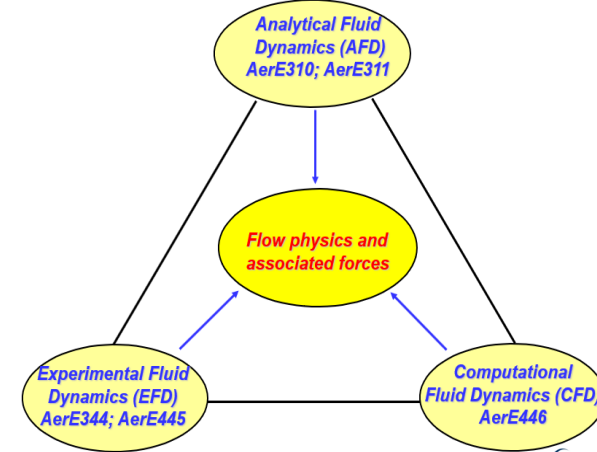 Analytical Fluid
Dynamics (AFD)
AerE310; AerE311
Flow physics and
associated forces
Experimental Fluid
Dynamics (EFD)
AerE344; AerE445
Computational
Fluid Dynamics (CFD)
AerE446